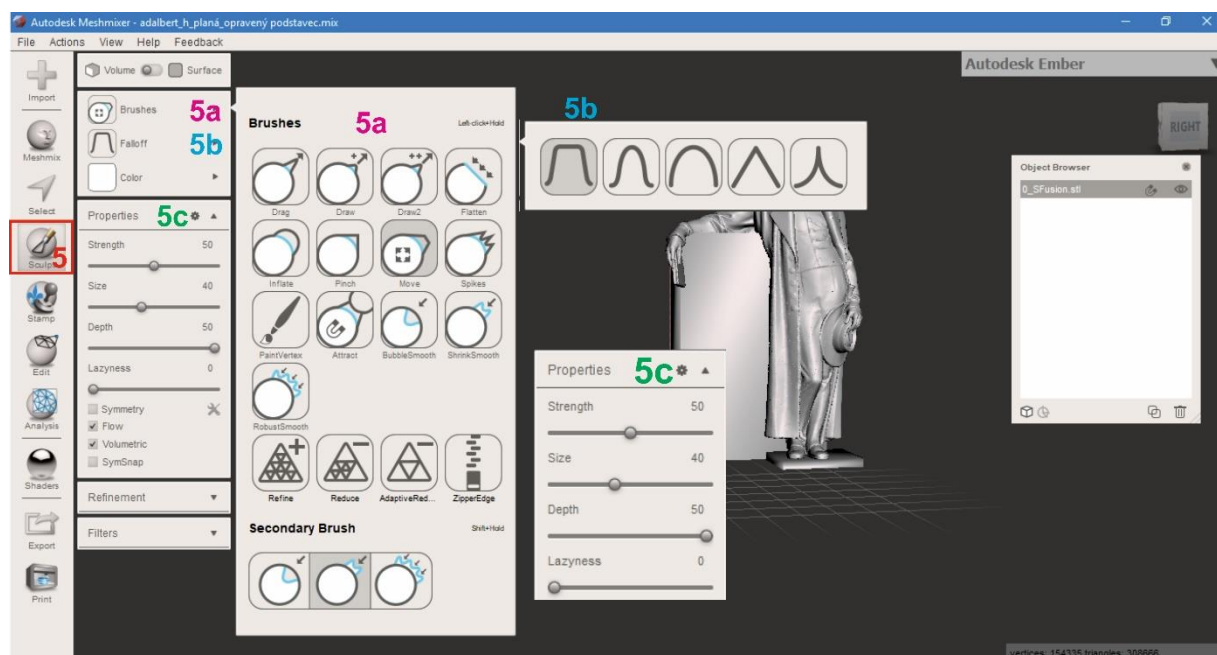 Autodesk Meshmixer - adalbert_h_planá_opravený podstavec.mix
File Actions View Help Feedback
Import
Meshmix
Select
Sculpt
5
Stamp
Edit
Analysis
Shaders
Export
Print
Volume Surface
Brushes 5a
Falloff 5b
Color
Properties 5c
Strength 50
Size 40
Depth 50
Lazyness 0
Symmetry
Flow
Volumetric
SymSnap
Refinement
Filters
Brushes 5a Left-click+Hold
Drag Draw Draw2 Flatten
Inflate Pinch Move Spikes
PaintVertex Attract BubbleSmooth ShrinkSmooth
RobustSmooth
Refine Reduce AdaptiveRed... ZipperEdge
Secondary Brush Shift+Hold
5b
Properties 5c
Strength 50
Size 40
Depth 50
Lazyness 0
Autodesk Ember
RIGHT
Object Browser
0_SFusion.stl
vertices: 154335 triangles: 308666